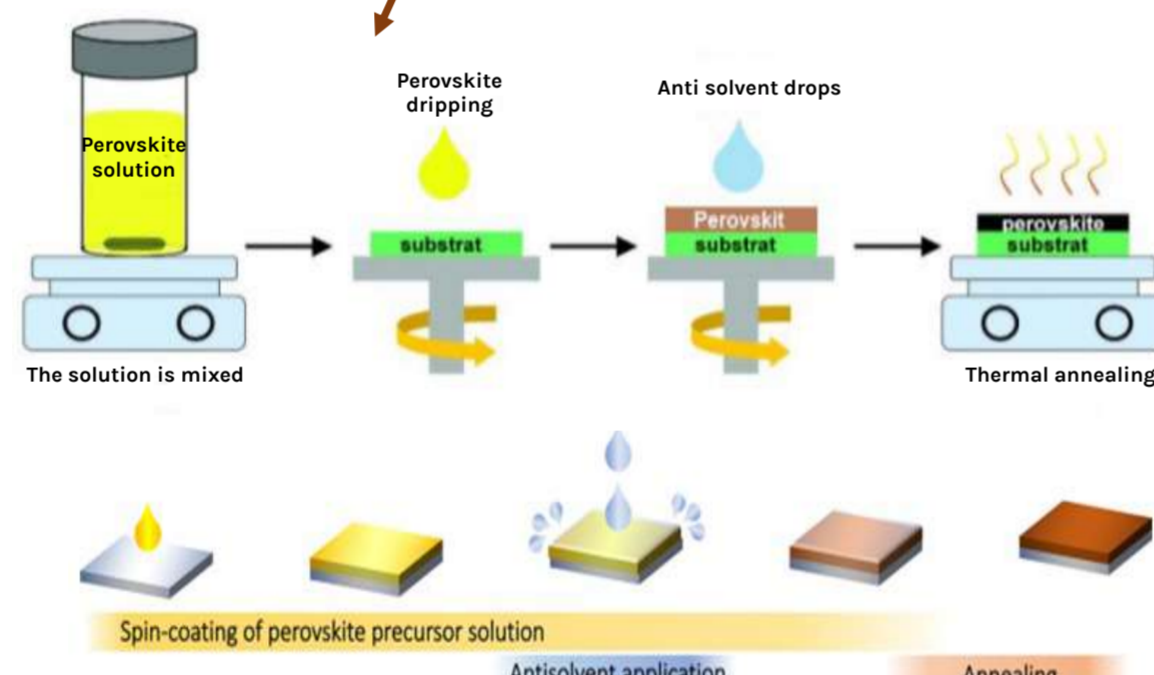 Perovskite
dripping
Anti solvent drops
Perovskite
solution
Perovskit
substrat
substrat
perovskite
substrat
The solution is mixed
Thermal annealing
Spin-coating of perovskite precursor solution
Antisolvent application
Annealing